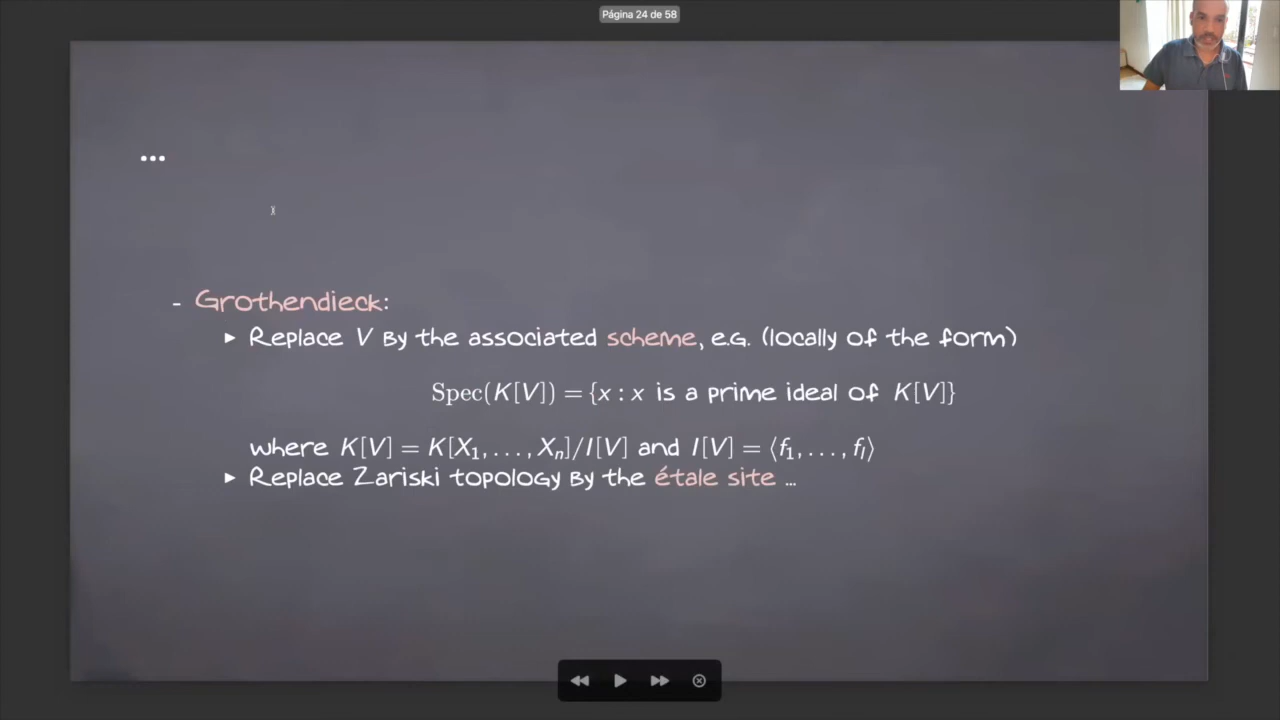 Página 24 de 58
...
- Grothendieck:
▸ Replace V by the associated scheme, e.g. (locally of the form)
Spec(K[V]) = {x : x is a prime ideal of K[V]}
where K[V] = K[X₁, . . . , Xₙ]/I[V] and I[V] = ⟨f₁, . . . , fₗ⟩
▸ Replace Zariski topology by the étale site ...